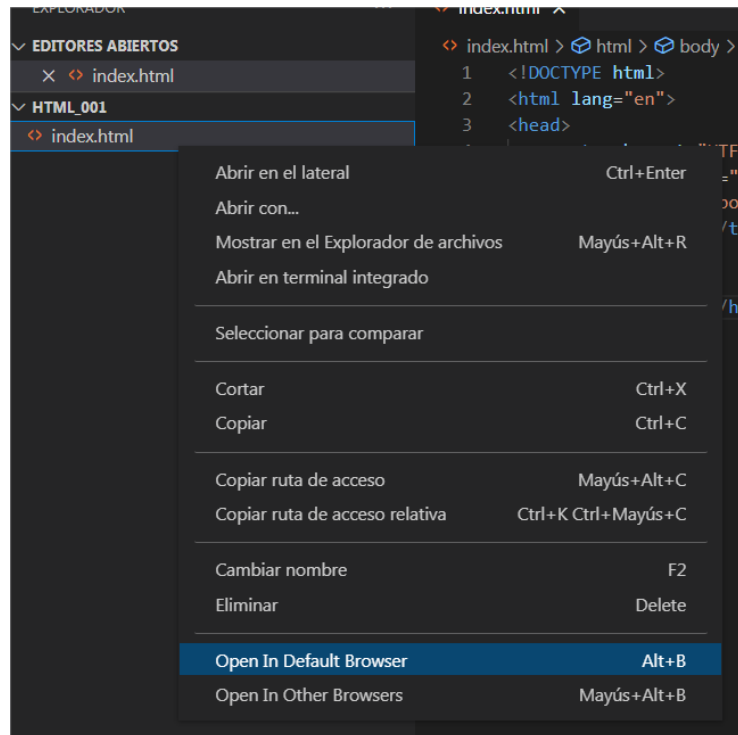 EXPLORADOR
index.html
EDITORES ABIERTOS
index.html
HTML_001
index.html
index.html > html > body >
1 <!DOCTYPE html>
2 <html lang="en">
3 <head>
Abrir en el lateral Ctrl+Enter
Abrir con...
Mostrar en el Explorador de archivos Mayús+Alt+R
Abrir en terminal integrado
Seleccionar para comparar
Cortar Ctrl+X
Copiar Ctrl+C
Copiar ruta de acceso Mayús+Alt+C
Copiar ruta de acceso relativa Ctrl+K Ctrl+Mayús+C
Cambiar nombre F2
Eliminar Delete
Open In Default Browser Alt+B
Open In Other Browsers Mayús+Alt+B